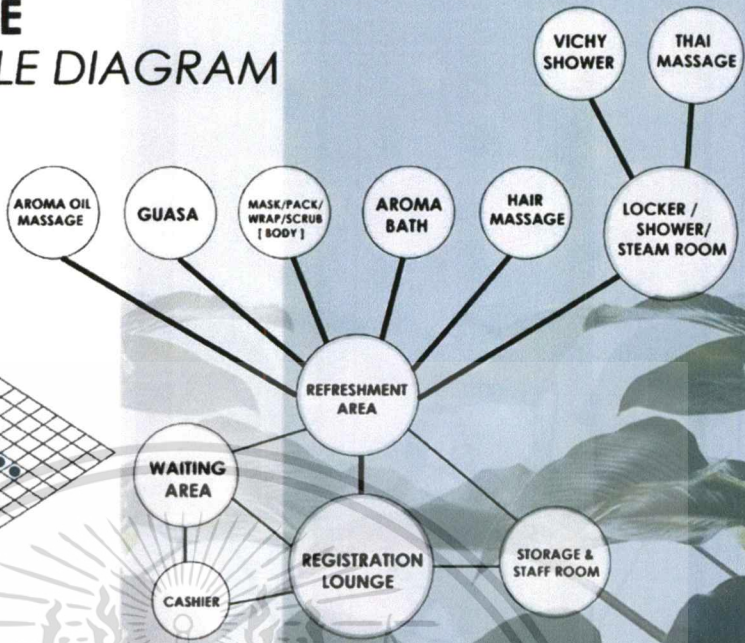 E
LE DIAGRAM
VICHY
SHOWER
THAI
MASSAGE
AROMA OIL
MASSAGE
GUASA
MASK/PACK/
WRAP/SCRUB
[ BODY ]
AROMA
BATH
HAIR
MASSAGE
LOCKER /
SHOWER/
STEAM ROOM
REFRESHMENT
AREA
WAITING
AREA
REGISTRATION
LOUNGE
STORAGE &
STAFF ROOM
CASHIER